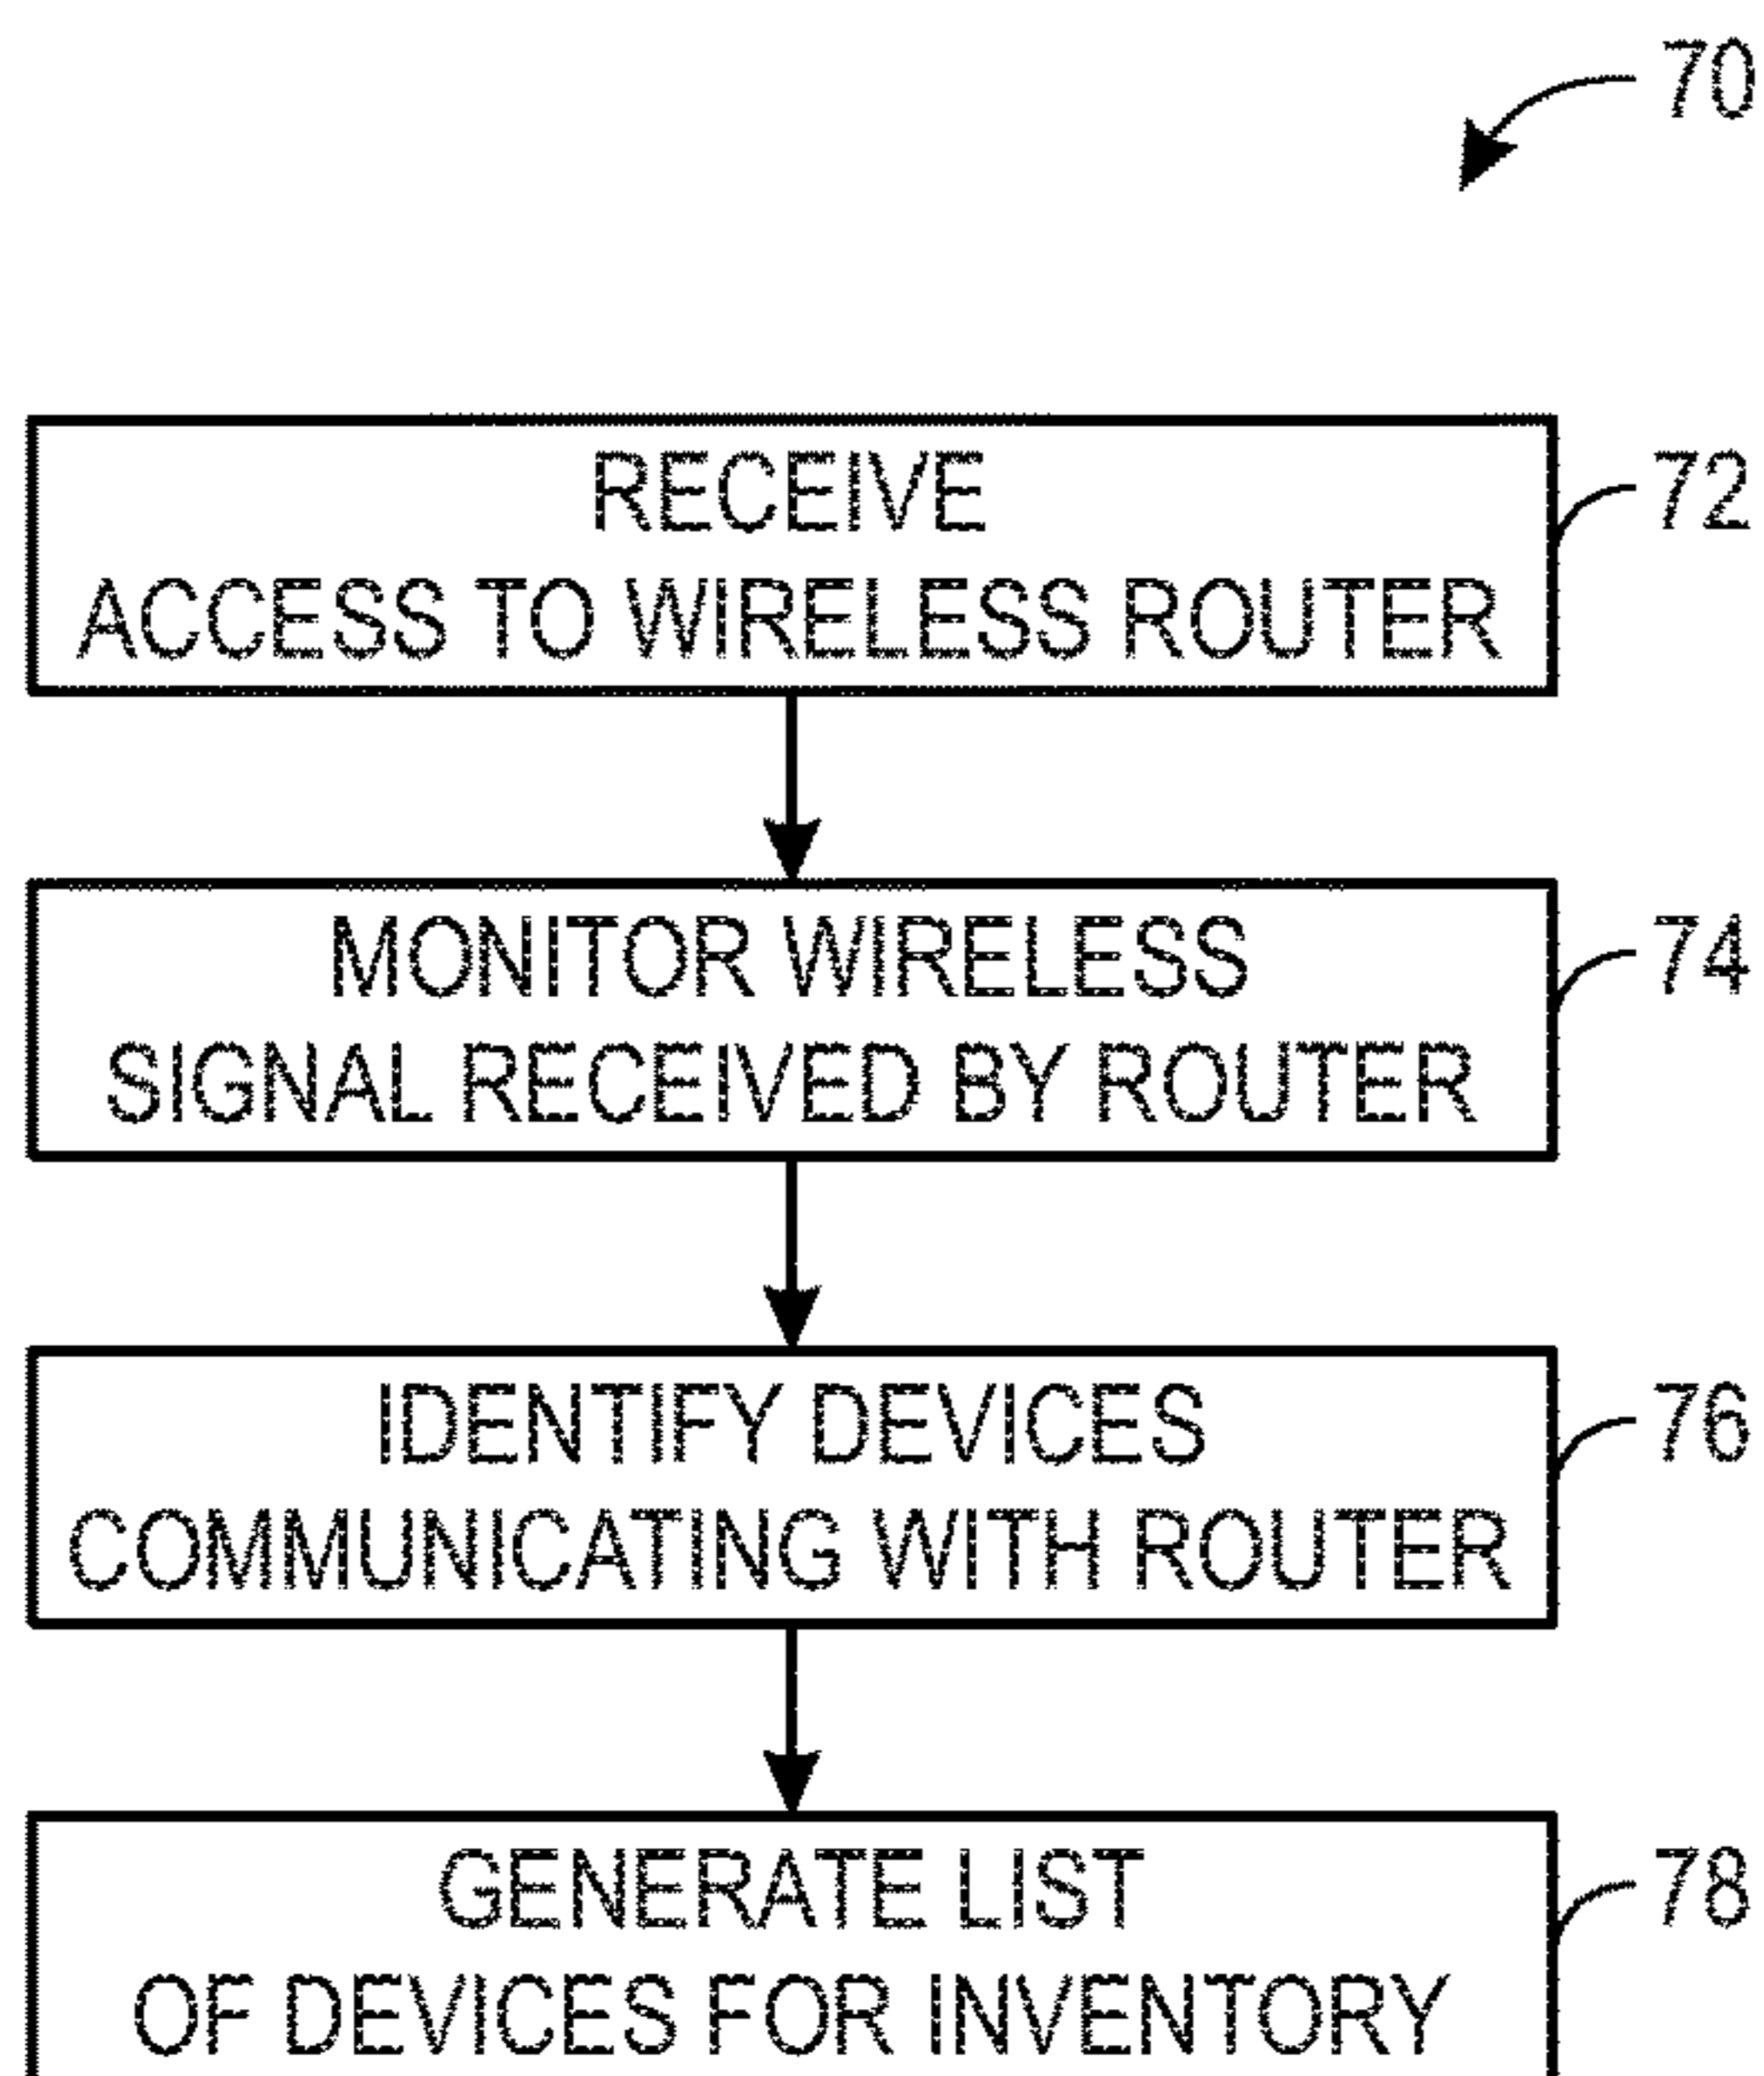 70
RECEIVE
ACCESS TO WIRELESS ROUTER
72
MONITOR WIRELESS
SIGNAL RECEIVED BY ROUTER
74
IDENTIFY DEVICES
COMMUNICATING WITH ROUTER
76
GENERATE LIST
OF DEVICES FOR INVENTORY
78